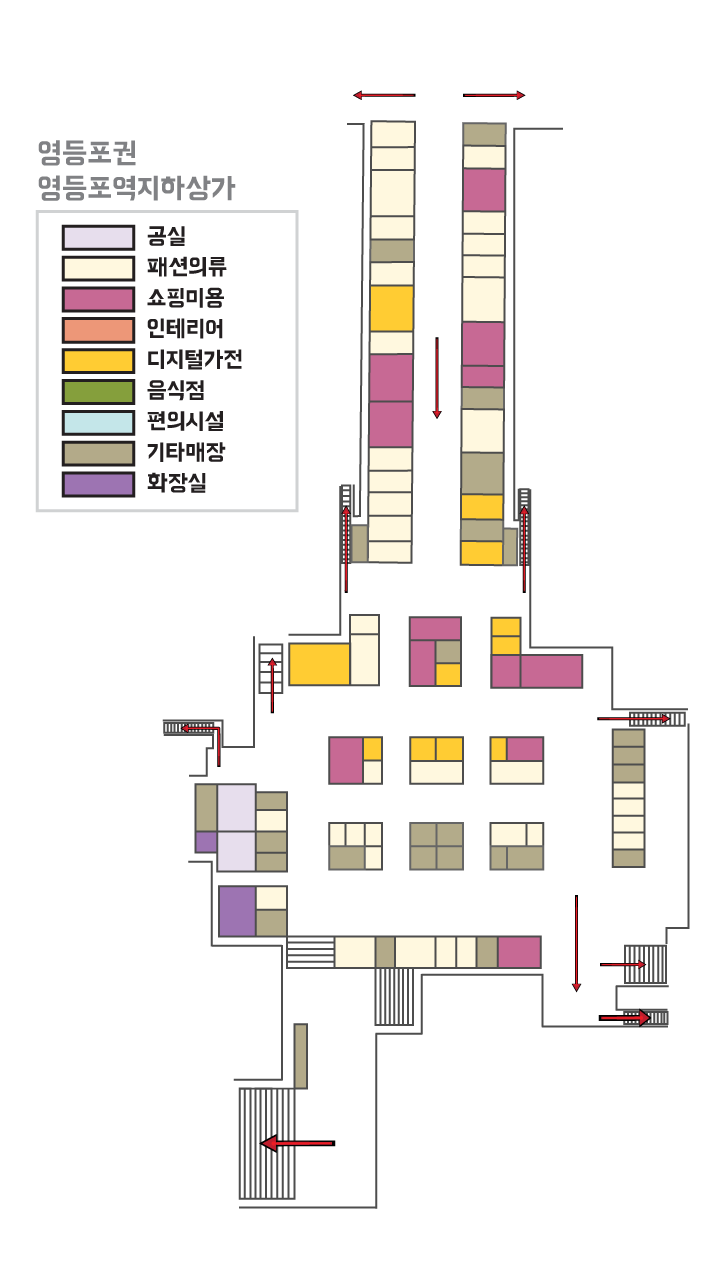 영등포권
영등포역지하상가
공실
패션의류
쇼핑미용
인테리어
디지털가전
음식점
편의시설
기타매장
화장실